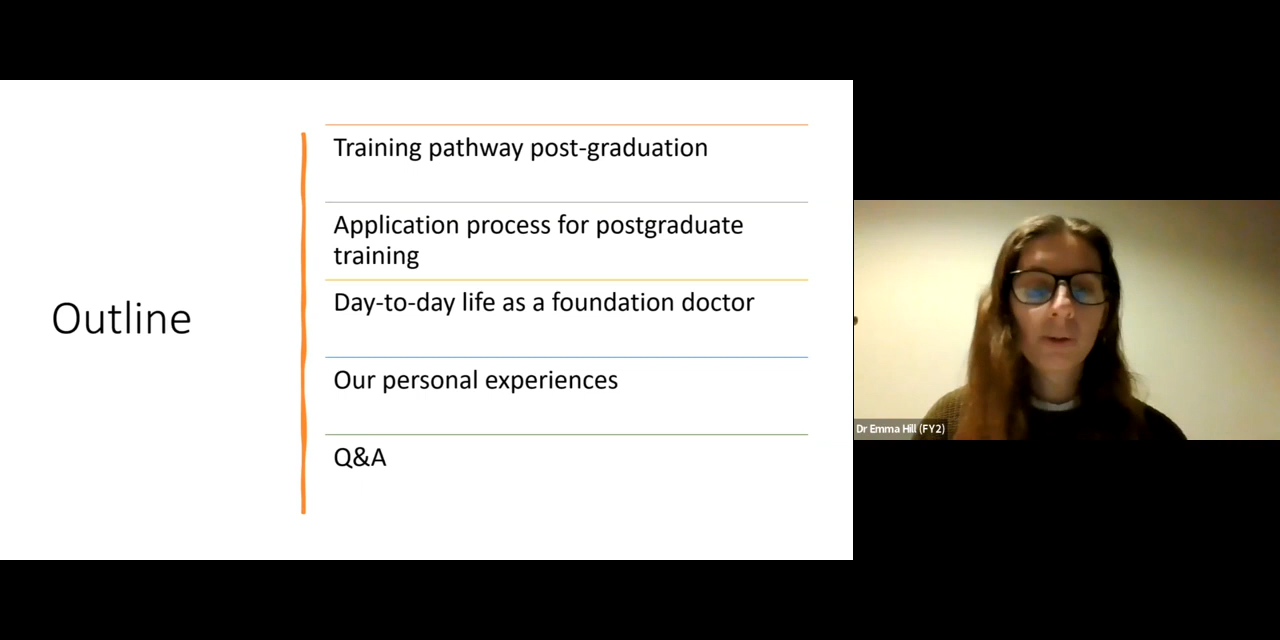 Outline
Training pathway post-graduation
Application process for postgraduate
training
Day-to-day life as a foundation doctor
Our personal experiences
Q&A
Dr Emma Hill (FY2)